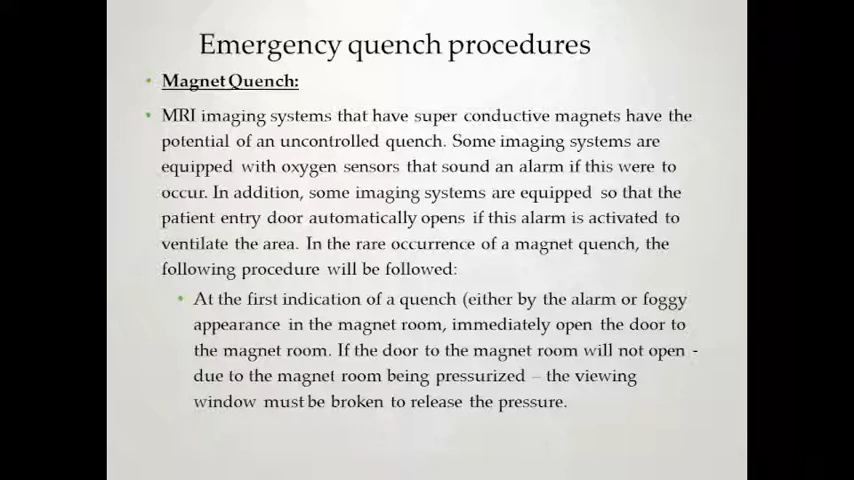 Emergency quench procedures
• Magnet Quench:
• MRI imaging systems that have super conductive magnets have the
potential of an uncontrolled quench. Some imaging systems are
equipped with oxygen sensors that sound an alarm if this were to
occur. In addition, some imaging systems are equipped so that the
patient entry door automatically opens if this alarm is activated to
ventilate the area. In the rare occurrence of a magnet quench, the
following procedure will be followed:
• At the first indication of a quench (either by the alarm or foggy
appearance in the magnet room, immediately open the door to
the magnet room. If the door to the magnet room will not open -
due to the magnet room being pressurized – the viewing
window must be broken to release the pressure.